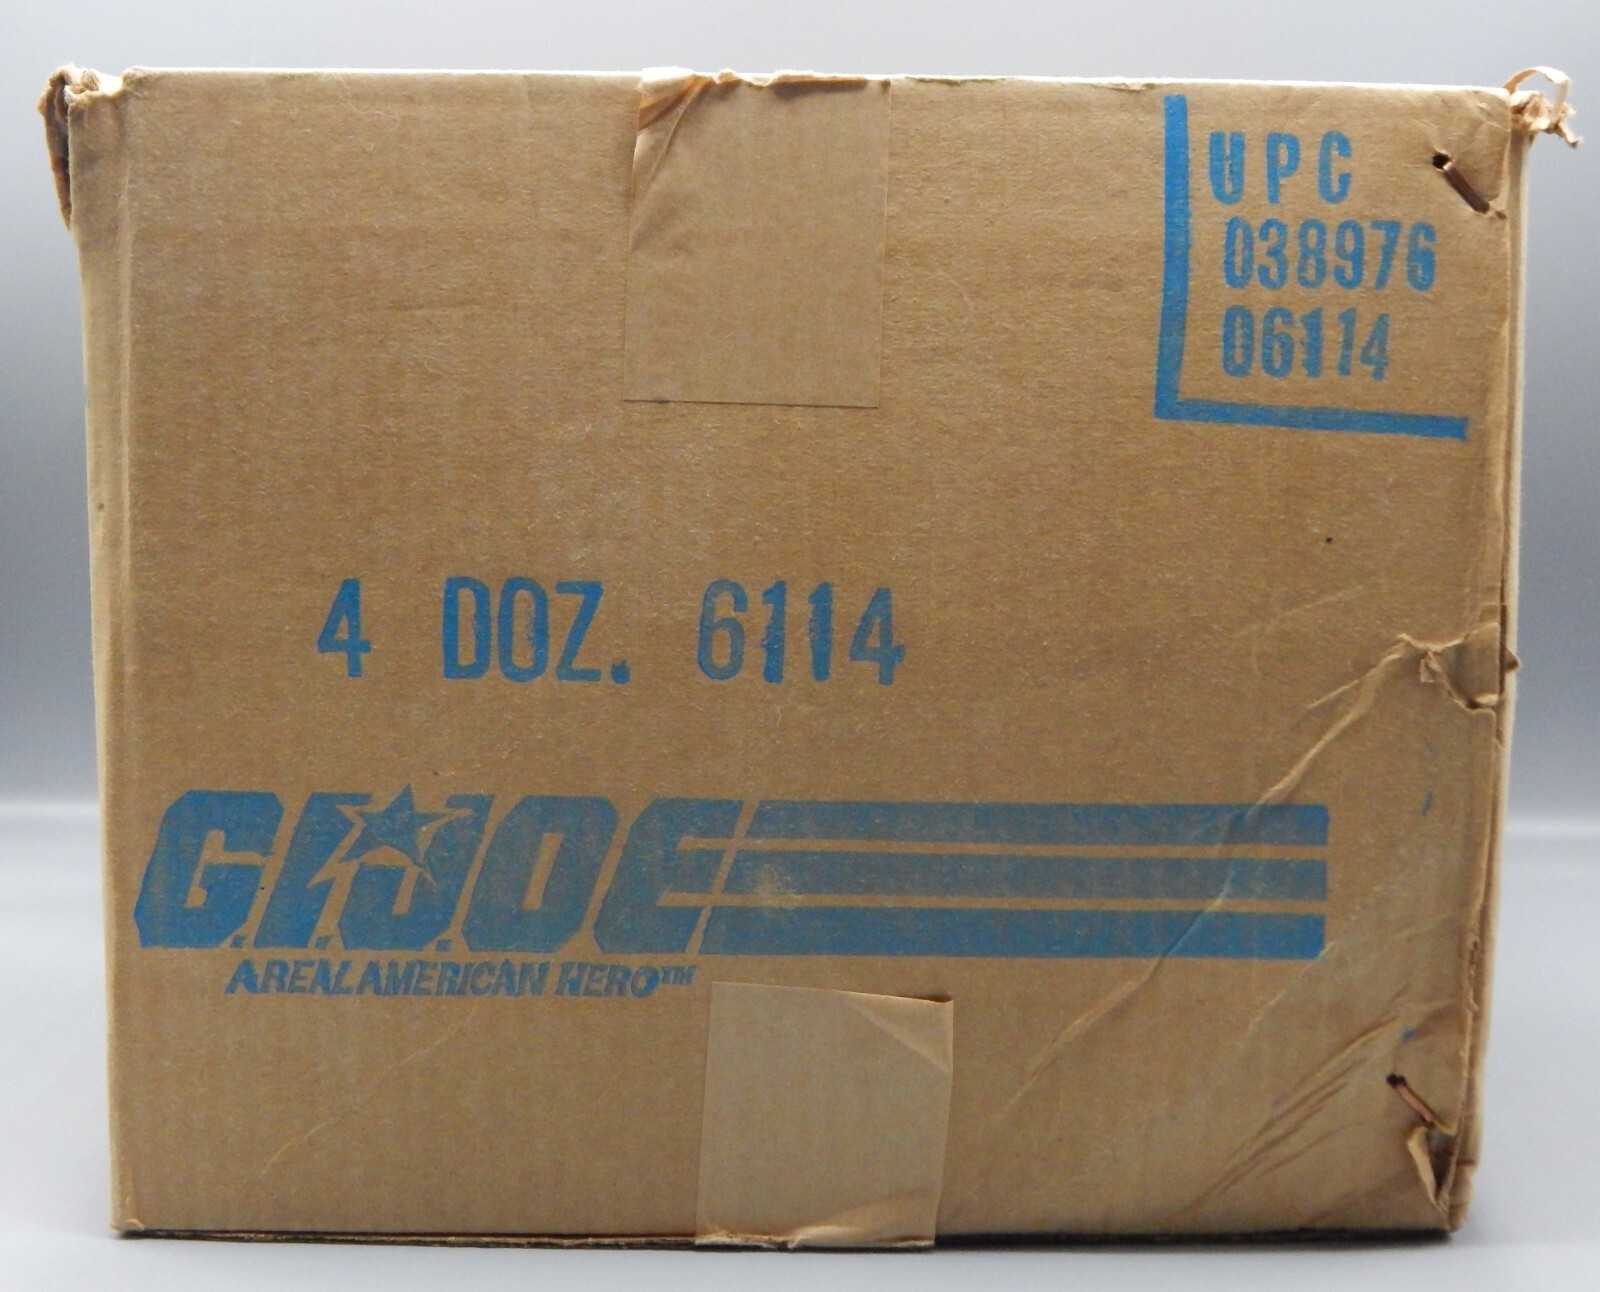 UPC
038976
06114
4 DOZ. 6114
G.I.JOE
A REAL AMERICAN HERO™